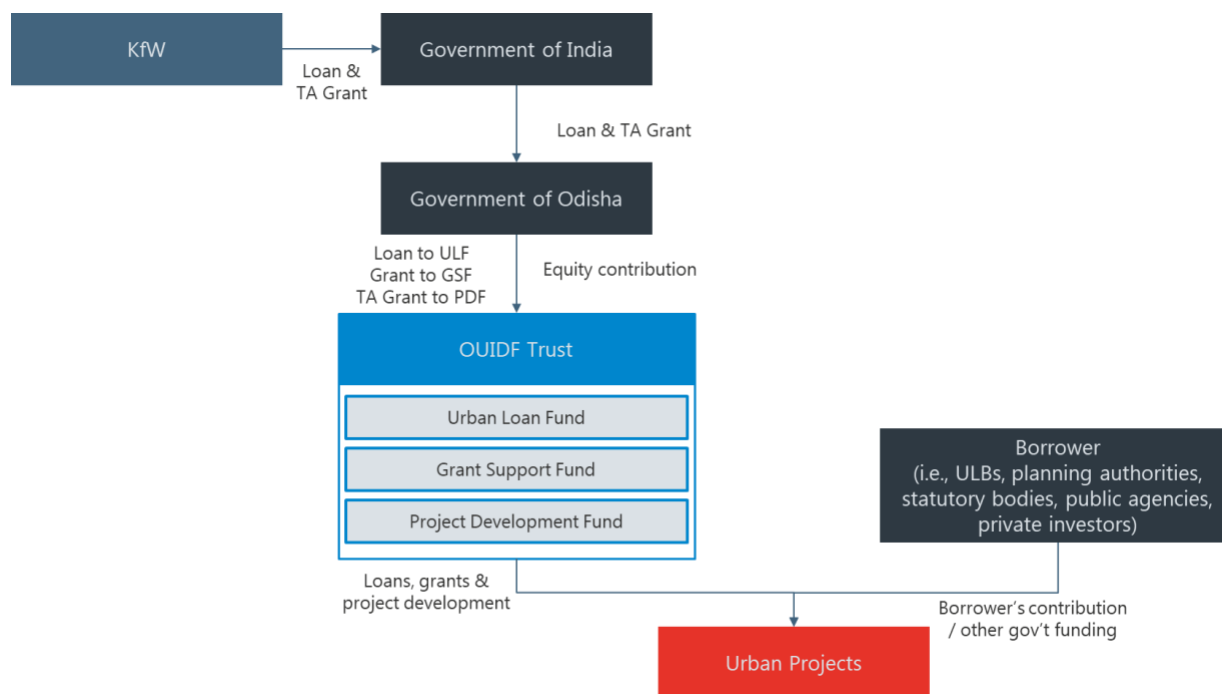 KfW
Government of India
Loan &
TA Grant
Loan & TA Grant
Government of Odisha
Loan to ULF
Grant to GSF
TA Grant to PDF
Equity contribution
OUIDF Trust
Urban Loan Fund
Grant Support Fund
Project Development Fund
Borrower
(i.e., ULBs, planning authorities,
statutory bodies, public agencies,
private investors)
Loans, grants &
project development
Borrower's contribution
/ other gov't funding
Urban Projects